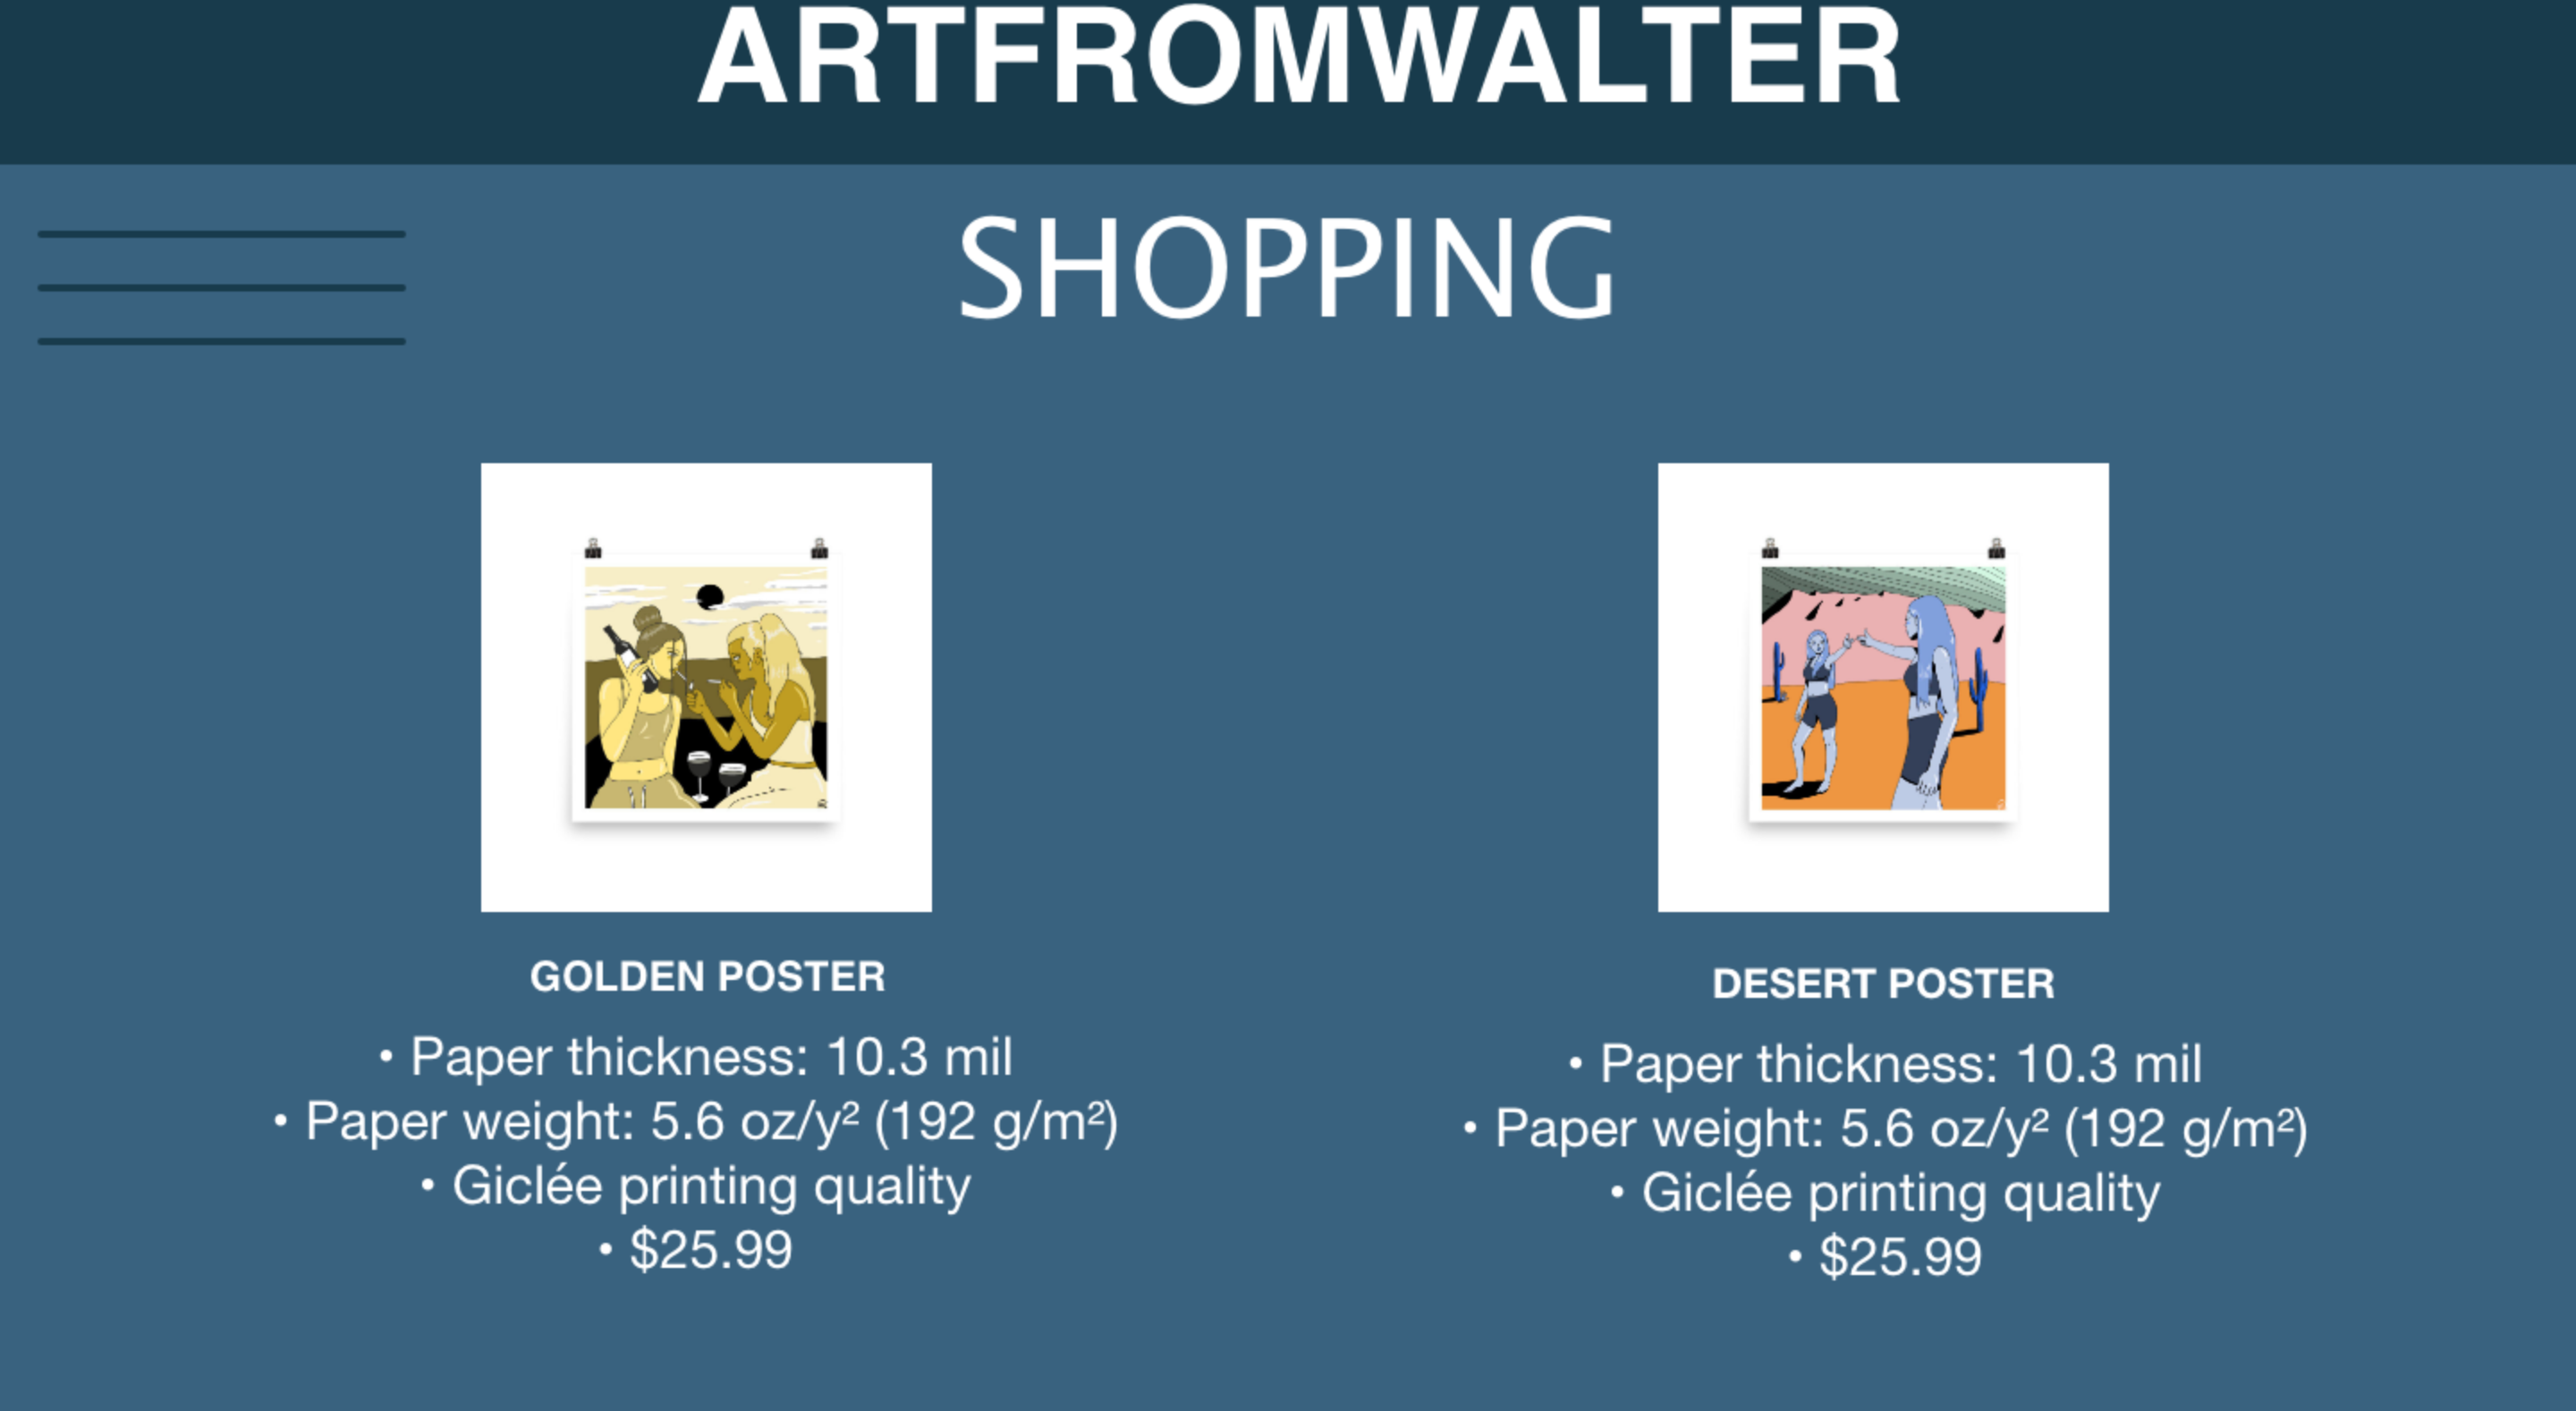 ARTFROMWALTER
SHOPPING
GOLDEN POSTER
• Paper thickness: 10.3 mil
• Paper weight: 5.6 oz/y² (192 g/m²)
• Giclée printing quality
• $25.99
DESERT POSTER
• Paper thickness: 10.3 mil
• Paper weight: 5.6 oz/y² (192 g/m²)
• Giclée printing quality
• $25.99